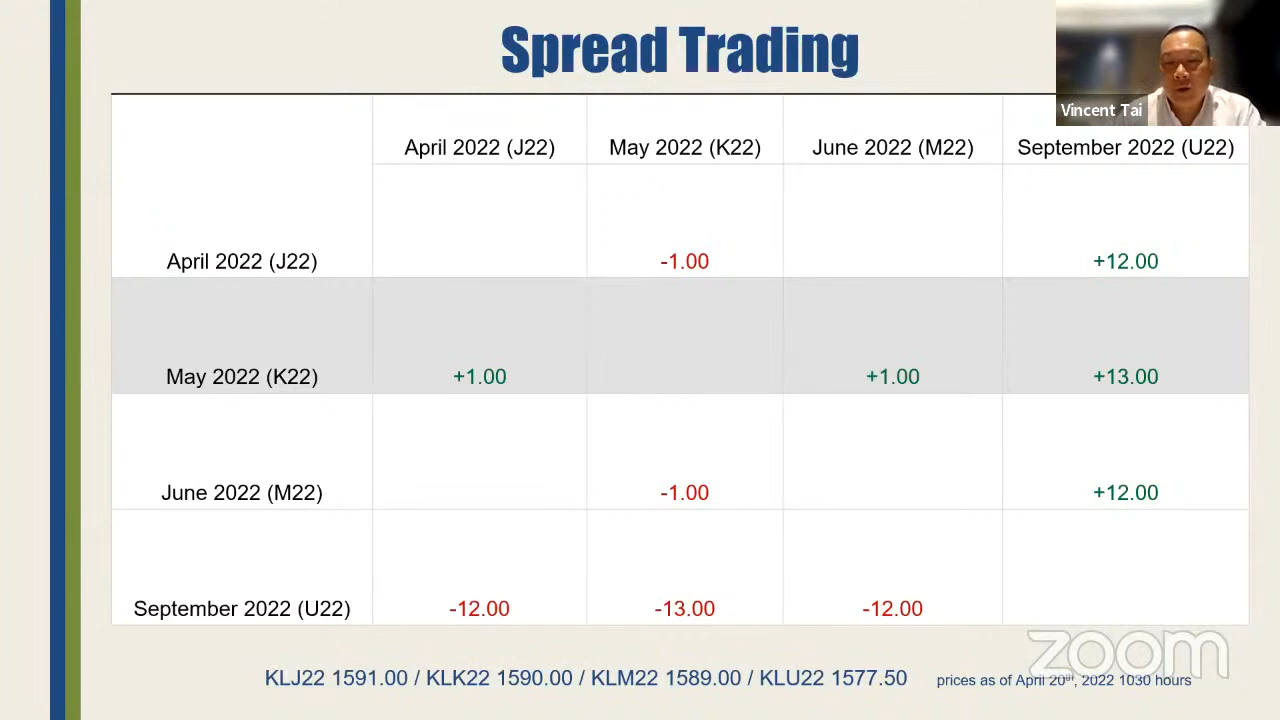 Spread Trading
Vincent Tai
April 2022 (J22) May 2022 (K22) June 2022 (M22) September 2022 (U22)
April 2022 (J22) -1.00 +12.00
May 2022 (K22) +1.00 +1.00 +13.00
June 2022 (M22) -1.00 +12.00
September 2022 (U22) -12.00 -13.00 -12.00
zoom
KLJ22 1591.00 / KLK22 1590.00 / KLM22 1589.00 / KLU22 1577.50 prices as of April 20th, 2022 1030 hours